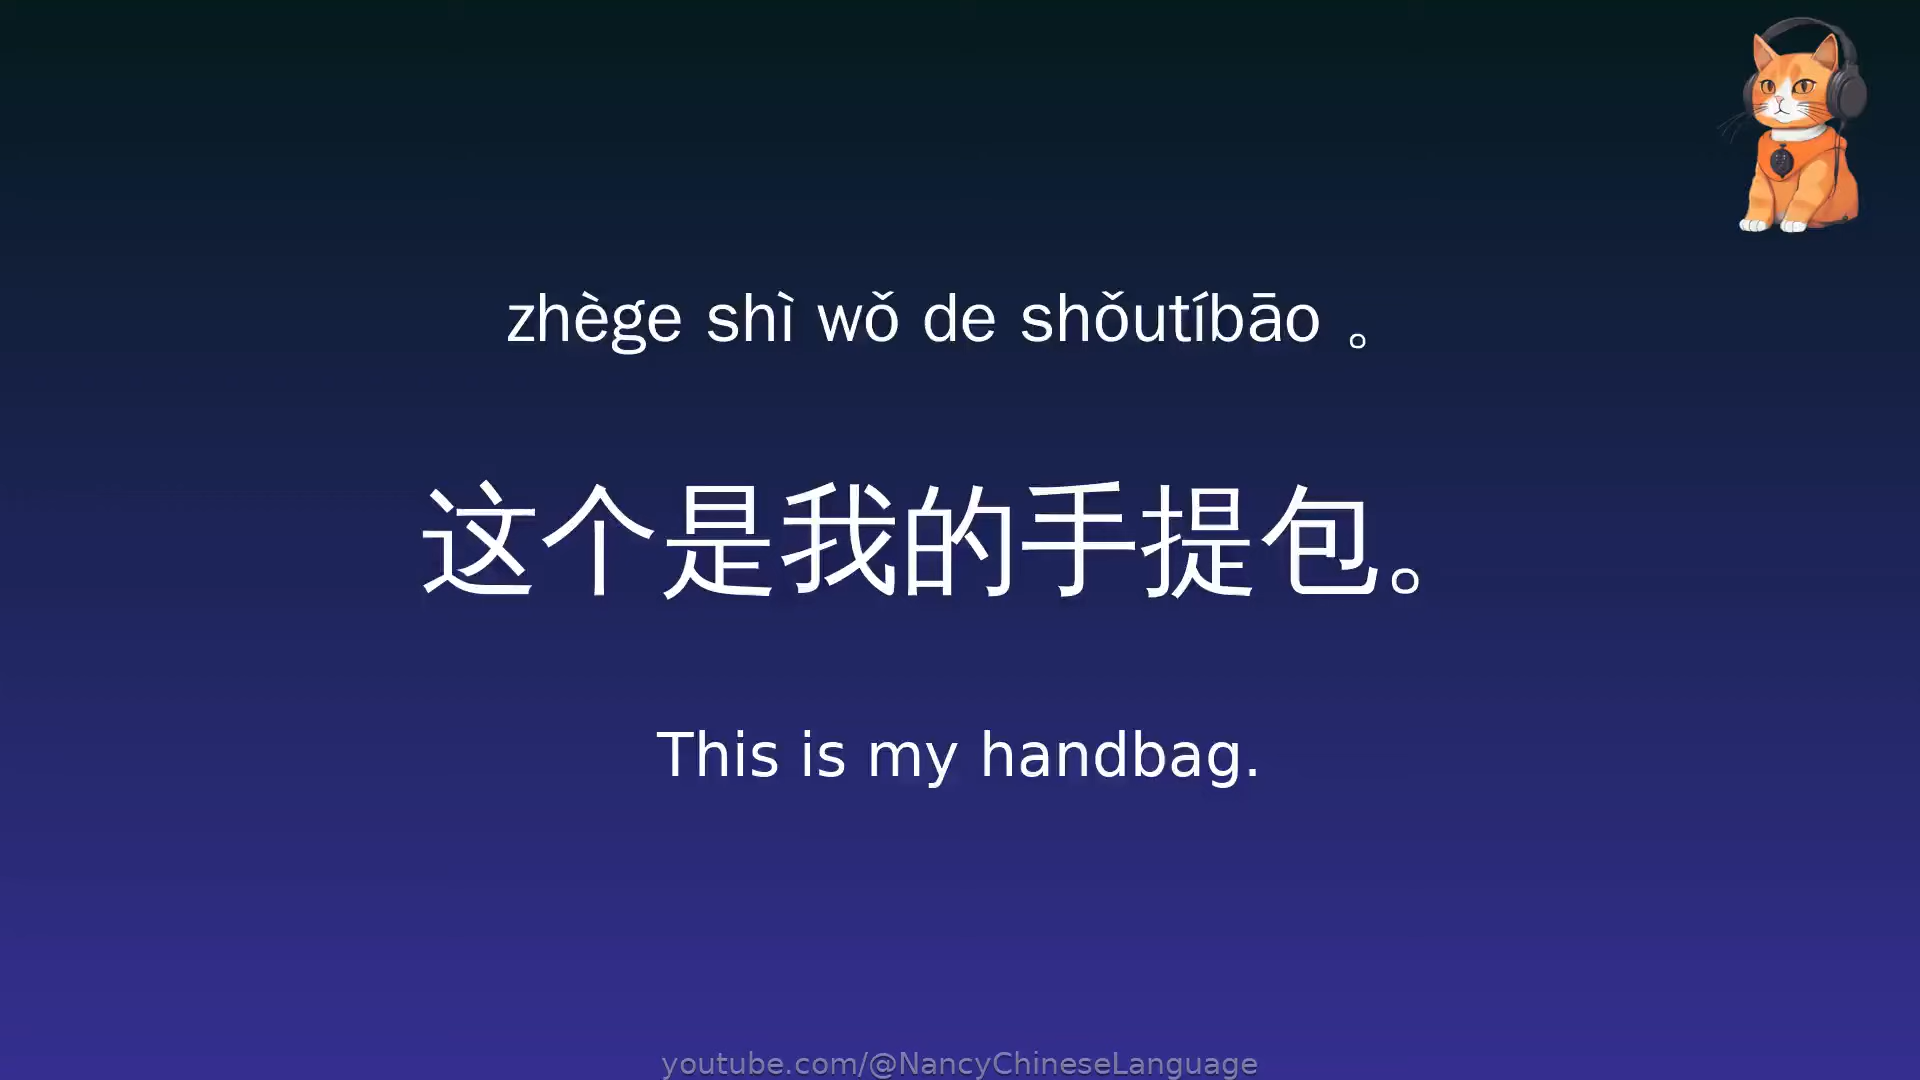 zhège shì wǒ de shǒutíbāo 。
这个是我的手提包。
This is my handbag.
youtube.com/@NancyChineseLanguage